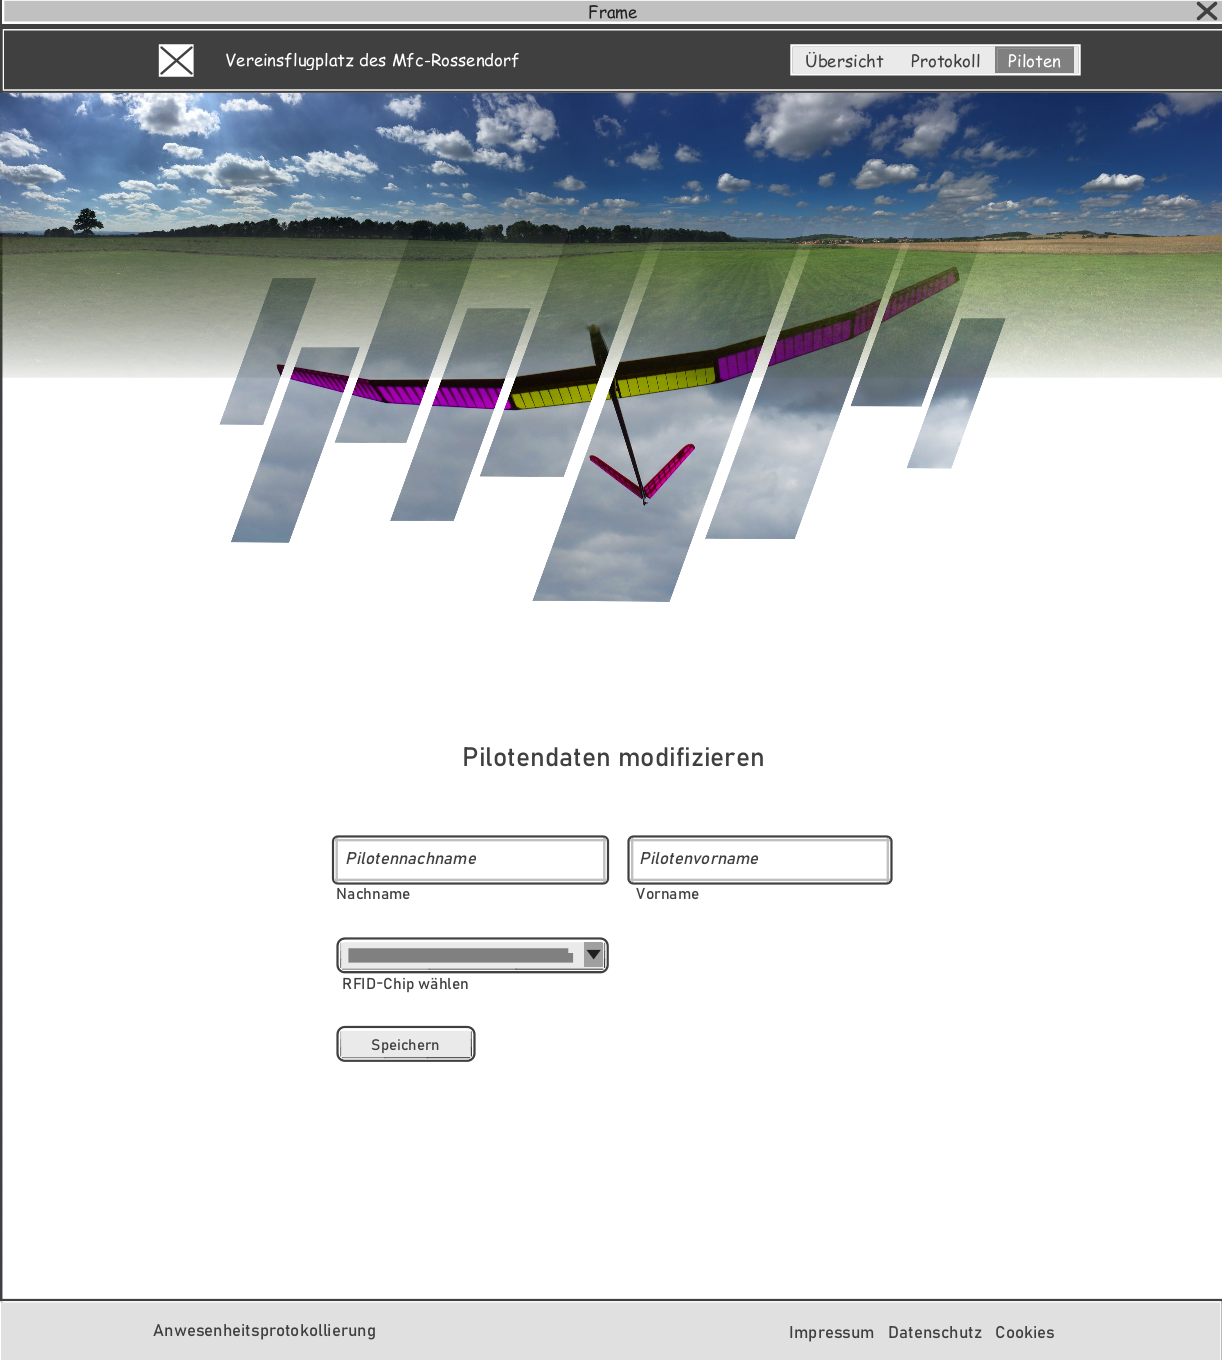 Frame
Vereinsflugplatz des Mfc-Rossendorf
Übersicht Protokoll Piloten
Pilotendaten modifizieren
Pilotennachname Pilotenvorname
Nachname Vorname
RFID-Chip wählen
Speichern
Anwesenheitsprotokollierung
Impressum Datenschutz Cookies